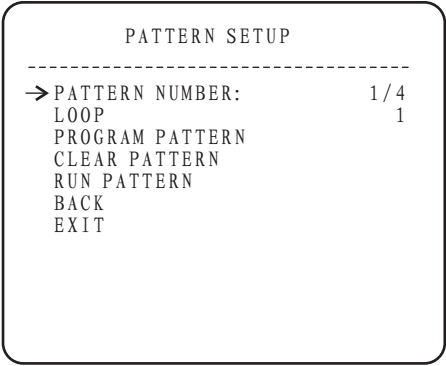 PATTERN SETUP
------------------------------------
→PATTERN NUMBER: 1/4
LOOP 1
PROGRAM PATTERN
CLEAR PATTERN
RUN PATTERN
BACK
EXIT